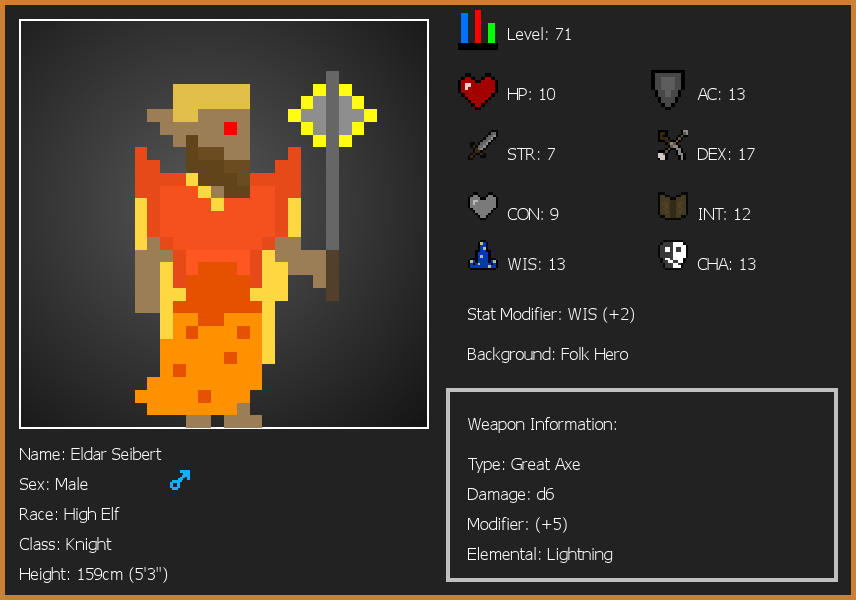 Level: 71
HP: 10
AC: 13
STR: 7
DEX: 17
CON: 9
INT: 12
WIS: 13
CHA: 13
Stat Modifier: WIS (+2)
Background: Folk Hero
Weapon Information:
Type: Great Axe
Damage: d6
Modifier: (+5)
Elemental: Lightning
Name: Eldar Seibert
Sex: Male
Race: High Elf
Class: Knight
Height: 159cm (5'3")